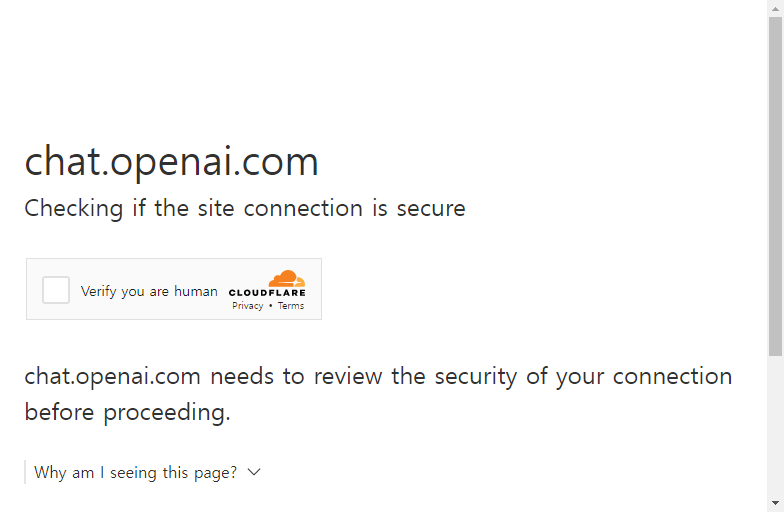 chat.openai.com
Checking if the site connection is secure
Verify you are human
CLOUDFLARE
Privacy • Terms
chat.openai.com needs to review the security of your connection
before proceeding.
Why am I seeing this page?